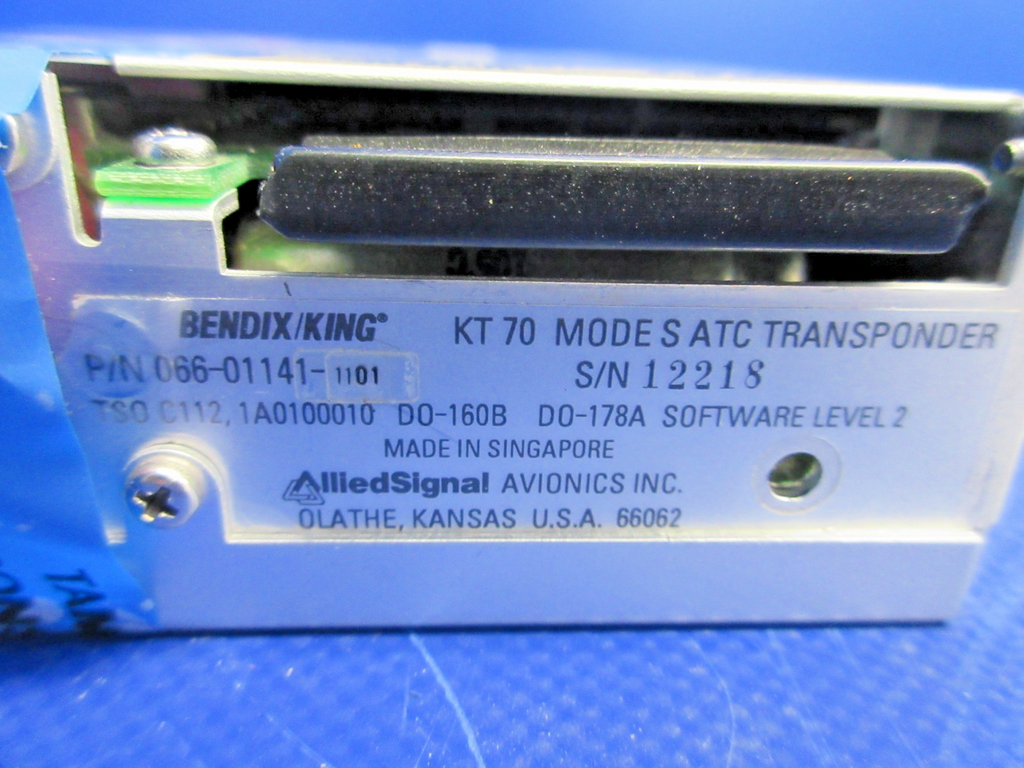 BENDIX/KING® KT 70 MODE S ATC TRANSPONDER
P/N 066-01141-1101 S/N 12218
TSO C112, 1A0100010 DO-160B DO-178A SOFTWARE LEVEL 2
MADE IN SINGAPORE
AlliedSignal AVIONICS INC.
OLATHE, KANSAS U.S.A. 66062